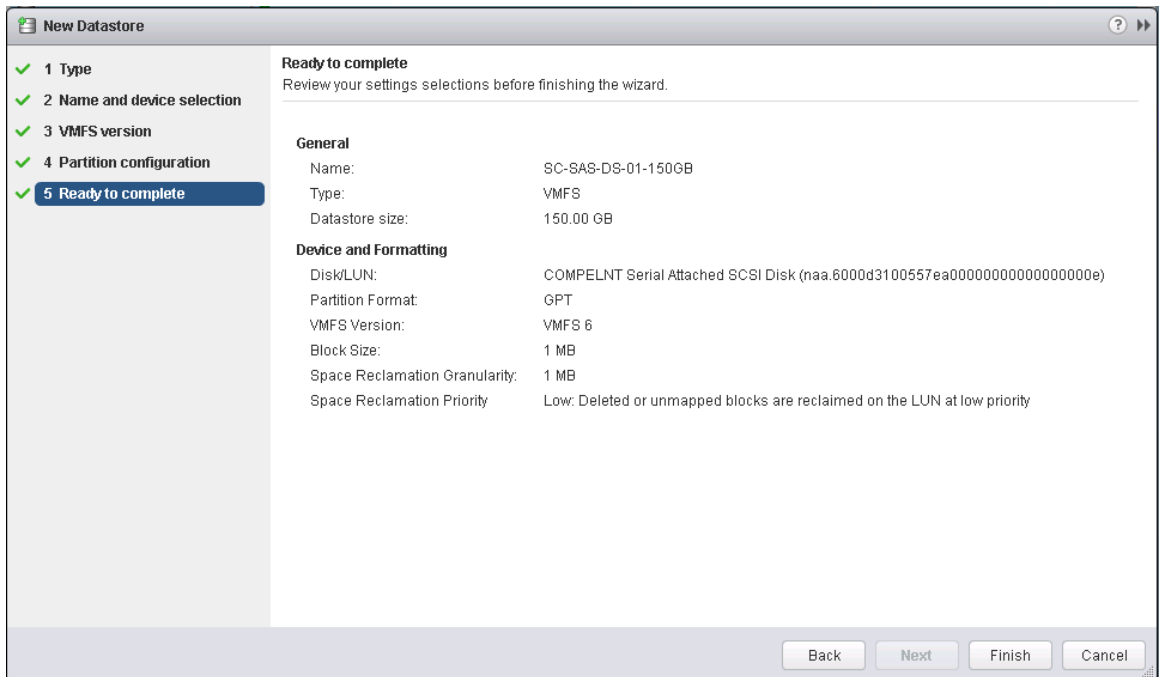 New Datastore
?
1 Type
2 Name and device selection
3 VMFS version
4 Partition configuration
5 Ready to complete
Ready to complete
Review your settings selections before finishing the wizard.
General
Name: SC-SAS-DS-01-150GB
Type: VMFS
Datastore size: 150.00 GB
Device and Formatting
Disk/LUN: COMPELNT Serial Attached SCSI Disk (naa.6000d3100557ea00000000000000000e)
Partition Format: GPT
VMFS Version: VMFS 6
Block Size: 1 MB
Space Reclamation Granularity: 1 MB
Space Reclamation Priority Low: Deleted or unmapped blocks are reclaimed on the LUN at low priority
Back Next Finish Cancel